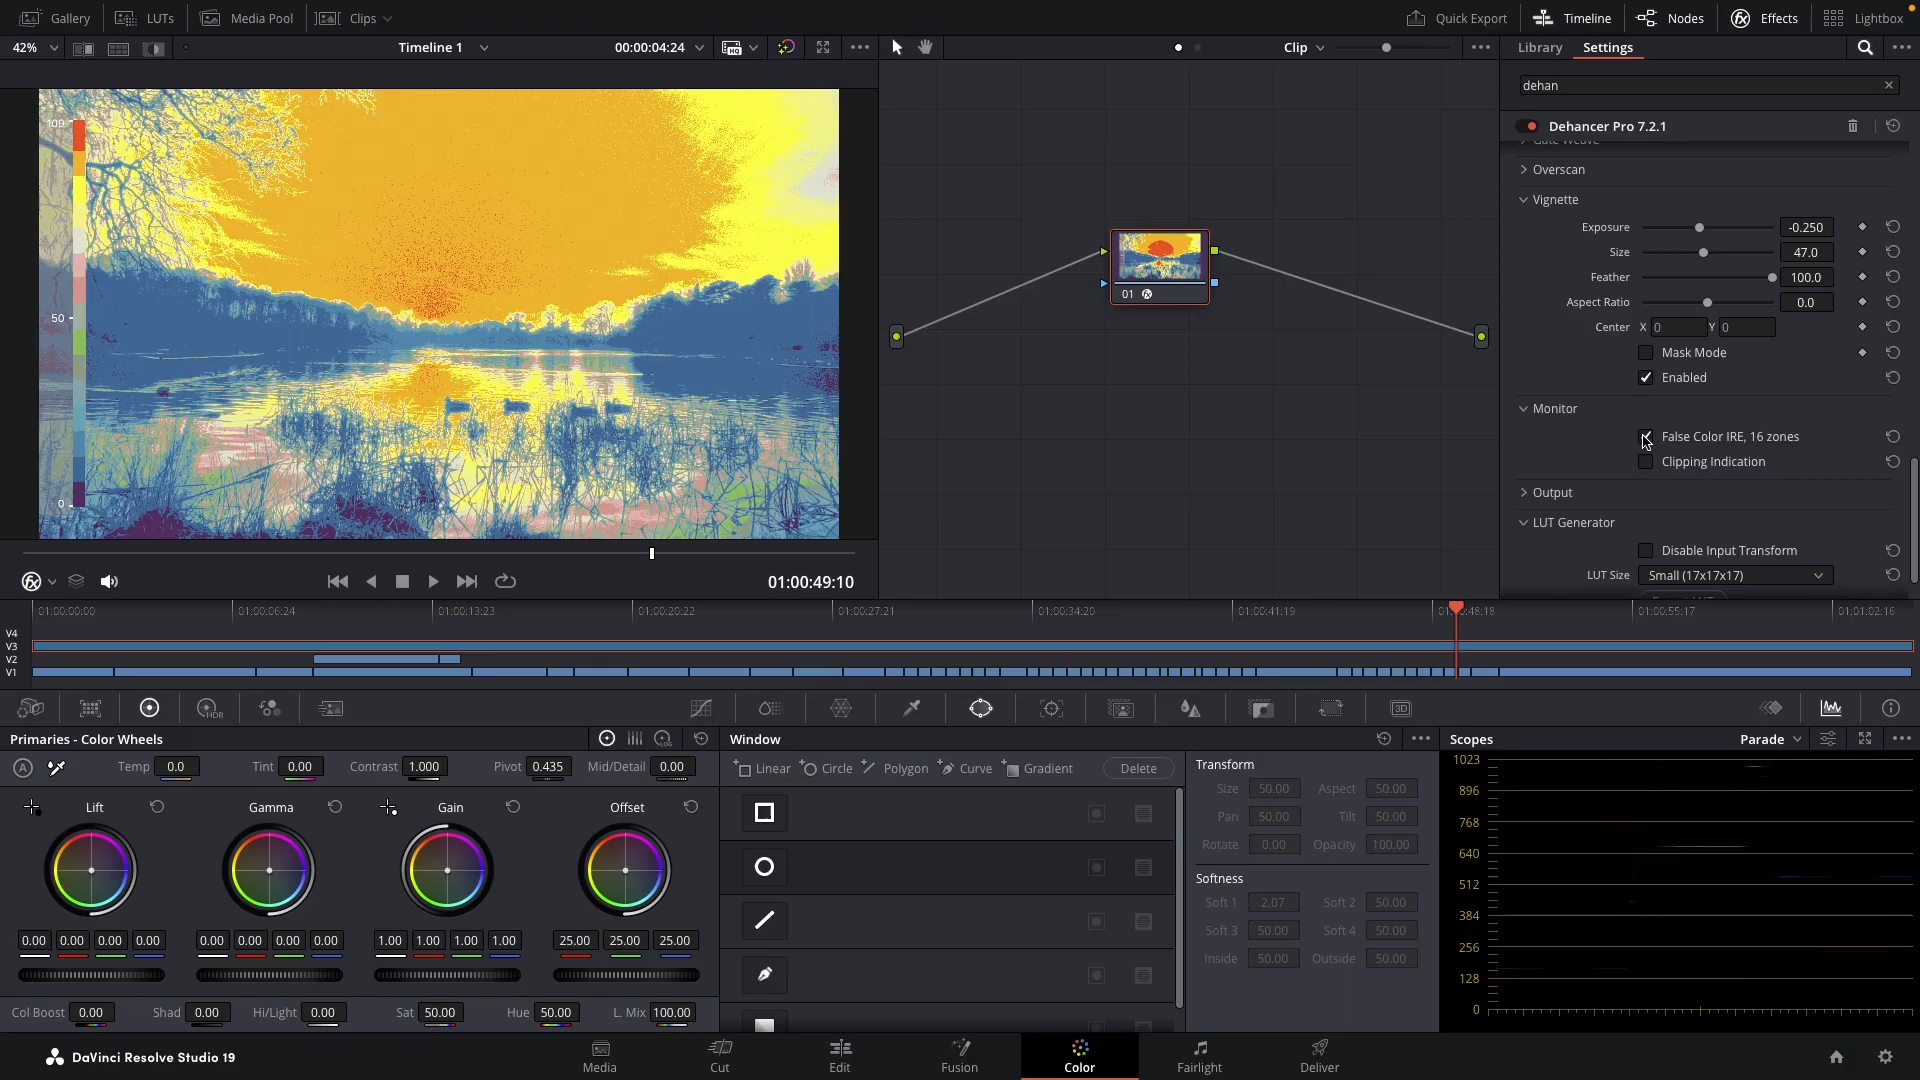 Gallery LUTs Media Pool Clips Quick Export Timeline Nodes Effects Lightbox
42% Timeline 1 00:00:04:24 Clip Library Settings
dehan
Dehancer Pro 7.2.1
Gate Weave
Overscan
Vignette
Exposure -0.250
Size 47.0
Feather 100.0
Aspect Ratio 0.0
Center X 0 Y 0
Mask Mode
Enabled
Monitor
False Color IRE, 16 zones
Clipping Indication
Output
LUT Generator
Disable Input Transform
LUT Size Small (17x17x17)
109
50
0
01
01:00:49:10
01:00:00:00 01:00:06:24 01:00:13:23 01:00:20:22 01:00:27:21 01:00:34:20 01:00:41:19 01:00:48:18 01:00:55:17 01:01:02:16
V4
V3
V2
V1
HDR 3D
Primaries - Color Wheels LOG
A Temp 0.0 Tint 0.00 Contrast 1.000 Pivot 0.435 Mid/Detail 0.00
Lift Gamma Gain Offset
0.00 0.00 0.00 0.00 0.00 0.00 0.00 0.00 1.00 1.00 1.00 1.00 25.00 25.00 25.00
Col Boost 0.00 Shad 0.00 Hi/Light 0.00 Sat 50.00 Hue 50.00 L. Mix 100.00
Window
Linear Circle Polygon Curve Gradient Delete
Transform
Size 50.00 Aspect 50.00
Pan 50.00 Tilt 50.00
Rotate 0.00 Opacity 100.00
Softness
Soft 1 2.07 Soft 2 50.00
Soft 3 50.00 Soft 4 50.00
Inside 50.00 Outside 50.00
Scopes Parade
1023
896
768
640
512
384
256
128
0
DaVinci Resolve Studio 19 Media Cut Edit Fusion Color Fairlight Deliver